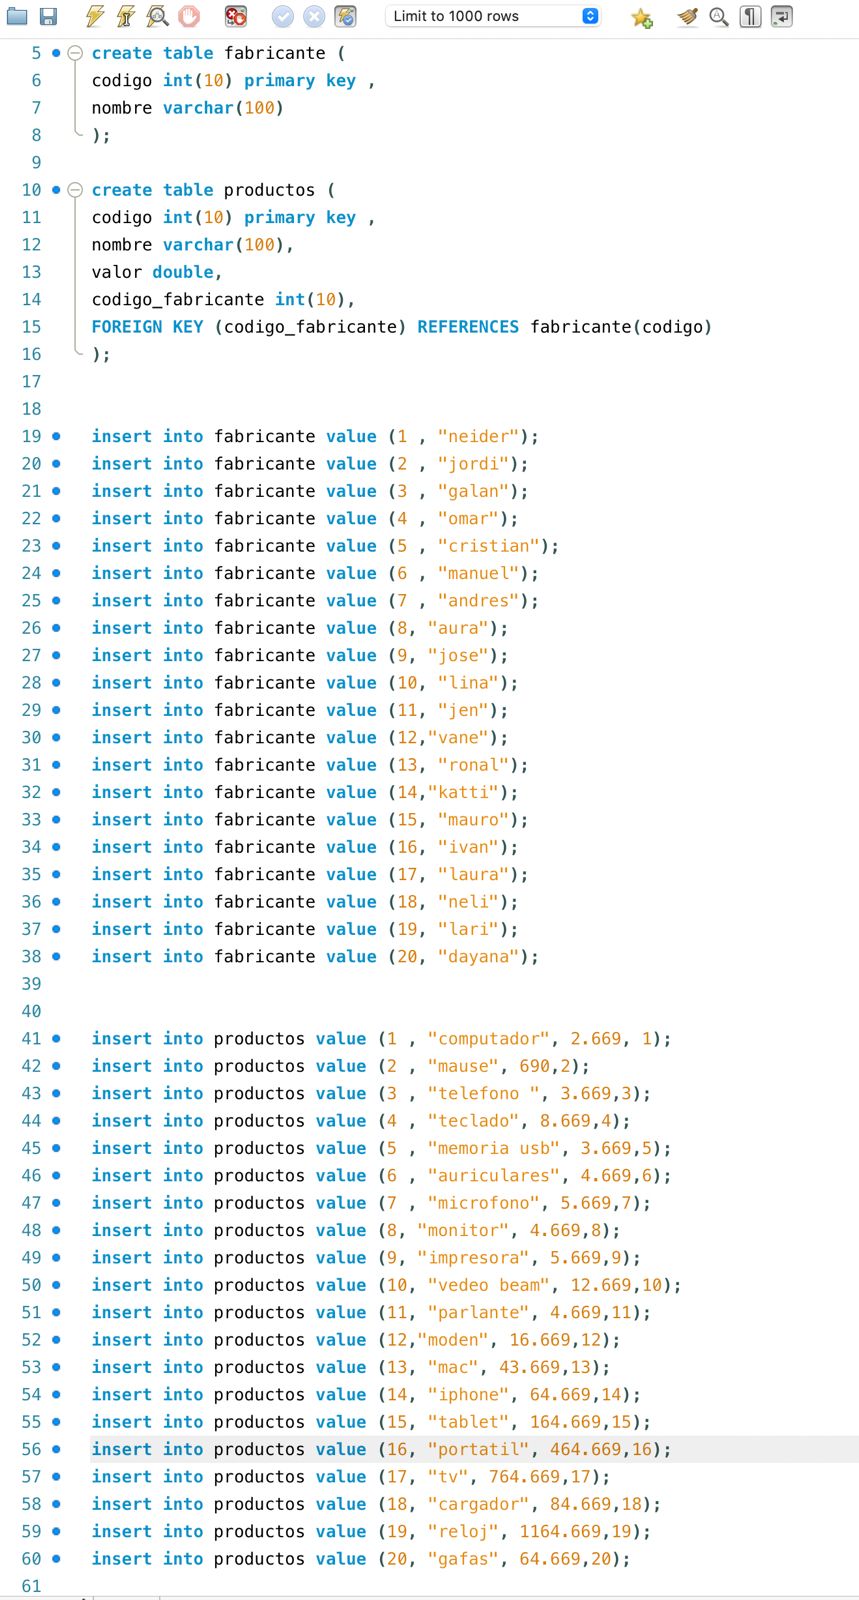 Limit to 1000 rows
5 create table fabricante (
6 codigo int(10) primary key ,
7 nombre varchar(100)
8 );
9
10 create table productos (
11 codigo int(10) primary key ,
12 nombre varchar(100),
13 valor double,
14 codigo_fabricante int(10),
15 FOREIGN KEY (codigo_fabricante) REFERENCES fabricante(codigo)
16 );
17
18
19 insert into fabricante value (1 , "neider");
20 insert into fabricante value (2 , "jordi");
21 insert into fabricante value (3 , "galan");
22 insert into fabricante value (4 , "omar");
23 insert into fabricante value (5 , "cristian");
24 insert into fabricante value (6 , "manuel");
25 insert into fabricante value (7 , "andres");
26 insert into fabricante value (8, "aura");
27 insert into fabricante value (9, "jose");
28 insert into fabricante value (10, "lina");
29 insert into fabricante value (11, "jen");
30 insert into fabricante value (12,"vane");
31 insert into fabricante value (13, "ronal");
32 insert into fabricante value (14,"katti");
33 insert into fabricante value (15, "mauro");
34 insert into fabricante value (16, "ivan");
35 insert into fabricante value (17, "laura");
36 insert into fabricante value (18, "neli");
37 insert into fabricante value (19, "lari");
38 insert into fabricante value (20, "dayana");
39
40
41 insert into productos value (1 , "computador", 2.669, 1);
42 insert into productos value (2 , "mause", 690,2);
43 insert into productos value (3 , "telefono ", 3.669,3);
44 insert into productos value (4 , "teclado", 8.669,4);
45 insert into productos value (5 , "memoria usb", 3.669,5);
46 insert into productos value (6 , "auriculares", 4.669,6);
47 insert into productos value (7 , "microfono", 5.669,7);
48 insert into productos value (8, "monitor", 4.669,8);
49 insert into productos value (9, "impresora", 5.669,9);
50 insert into productos value (10, "vedeo beam", 12.669,10);
51 insert into productos value (11, "parlante", 4.669,11);
52 insert into productos value (12,"moden", 16.669,12);
53 insert into productos value (13, "mac", 43.669,13);
54 insert into productos value (14, "iphone", 64.669,14);
55 insert into productos value (15, "tablet", 164.669,15);
56 insert into productos value (16, "portatil", 464.669,16);
57 insert into productos value (17, "tv", 764.669,17);
58 insert into productos value (18, "cargador", 84.669,18);
59 insert into productos value (19, "reloj", 1164.669,19);
60 insert into productos value (20, "gafas", 64.669,20);
61